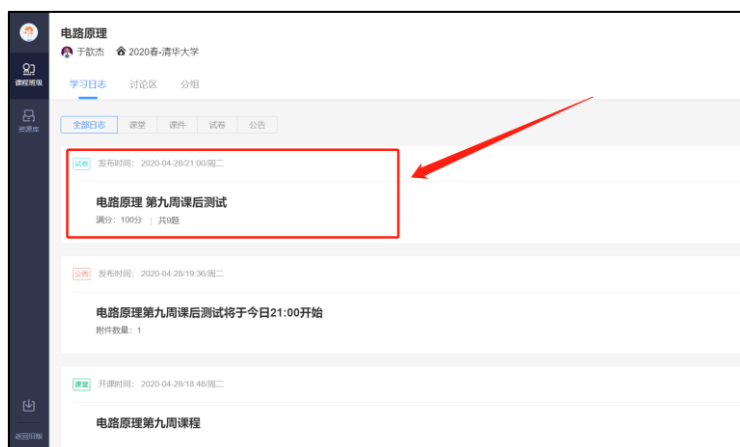 电路原理
于歆杰 2020春-清华大学
课程班级
学习日志 讨论区 分组
资源库
全部日志 课堂 课件 试卷 公告
试卷 发布时间: 2020-04-28/21:00/周二
电路原理 第九周课后测试
满分: 100分 | 共9题
公告 发布时间: 2020-04-28/19:36/周二
电路原理第九周课后测试将于今日21:00开始
附件数量: 1
课堂 开课时间: 2020-04-28/18:48/周二
电路原理第九周课程
返回旧版